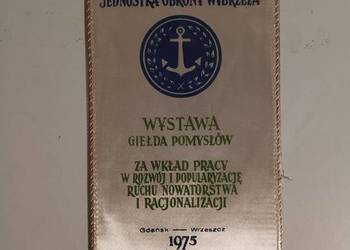 JEDNOSTKA OBRONY WYBRZEŻA
WYSTAWA
GIEŁDA POMYSŁÓW
ZA WKŁAD PRACY
W ROZWÓJ I POPULARYZACJĘ
RUCHU NOWATORSTWA
I RACJONALIZACJI
Gdańsk — Wrzeszcz
1975